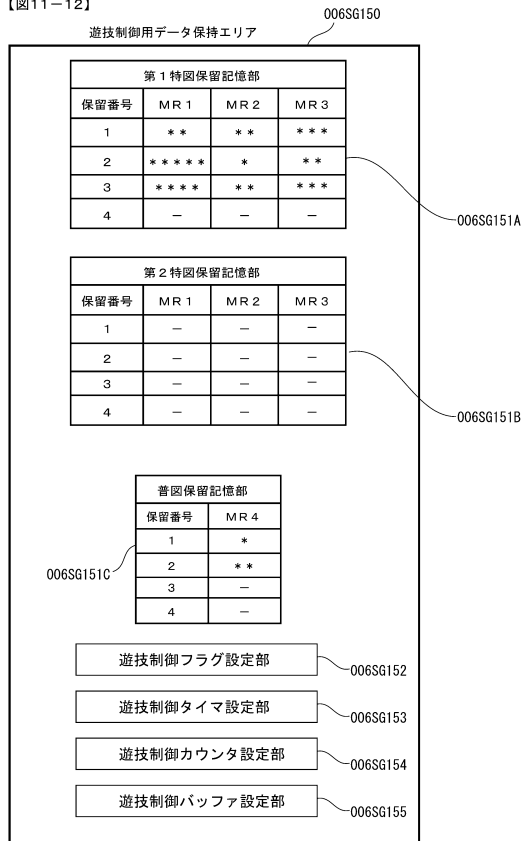 【図11-12】
006SG150
遊技制御用データ保持エリア
第1特図保留記憶部
保留番号 MR1 MR2 MR3
1 ** ** ***
2 ***** * **
3 **** ** ***
4 － － －
006SG151A
第2特図保留記憶部
保留番号 MR1 MR2 MR3
1 － － －
2 － － －
3 － － －
4 － － －
006SG151B
普図保留記憶部
保留番号 MR4
1 *
2 **
3 －
4 －
006SG151C
遊技制御フラグ設定部
006SG152
遊技制御タイマ設定部
006SG153
遊技制御カウンタ設定部
006SG154
遊技制御バッファ設定部
006SG155